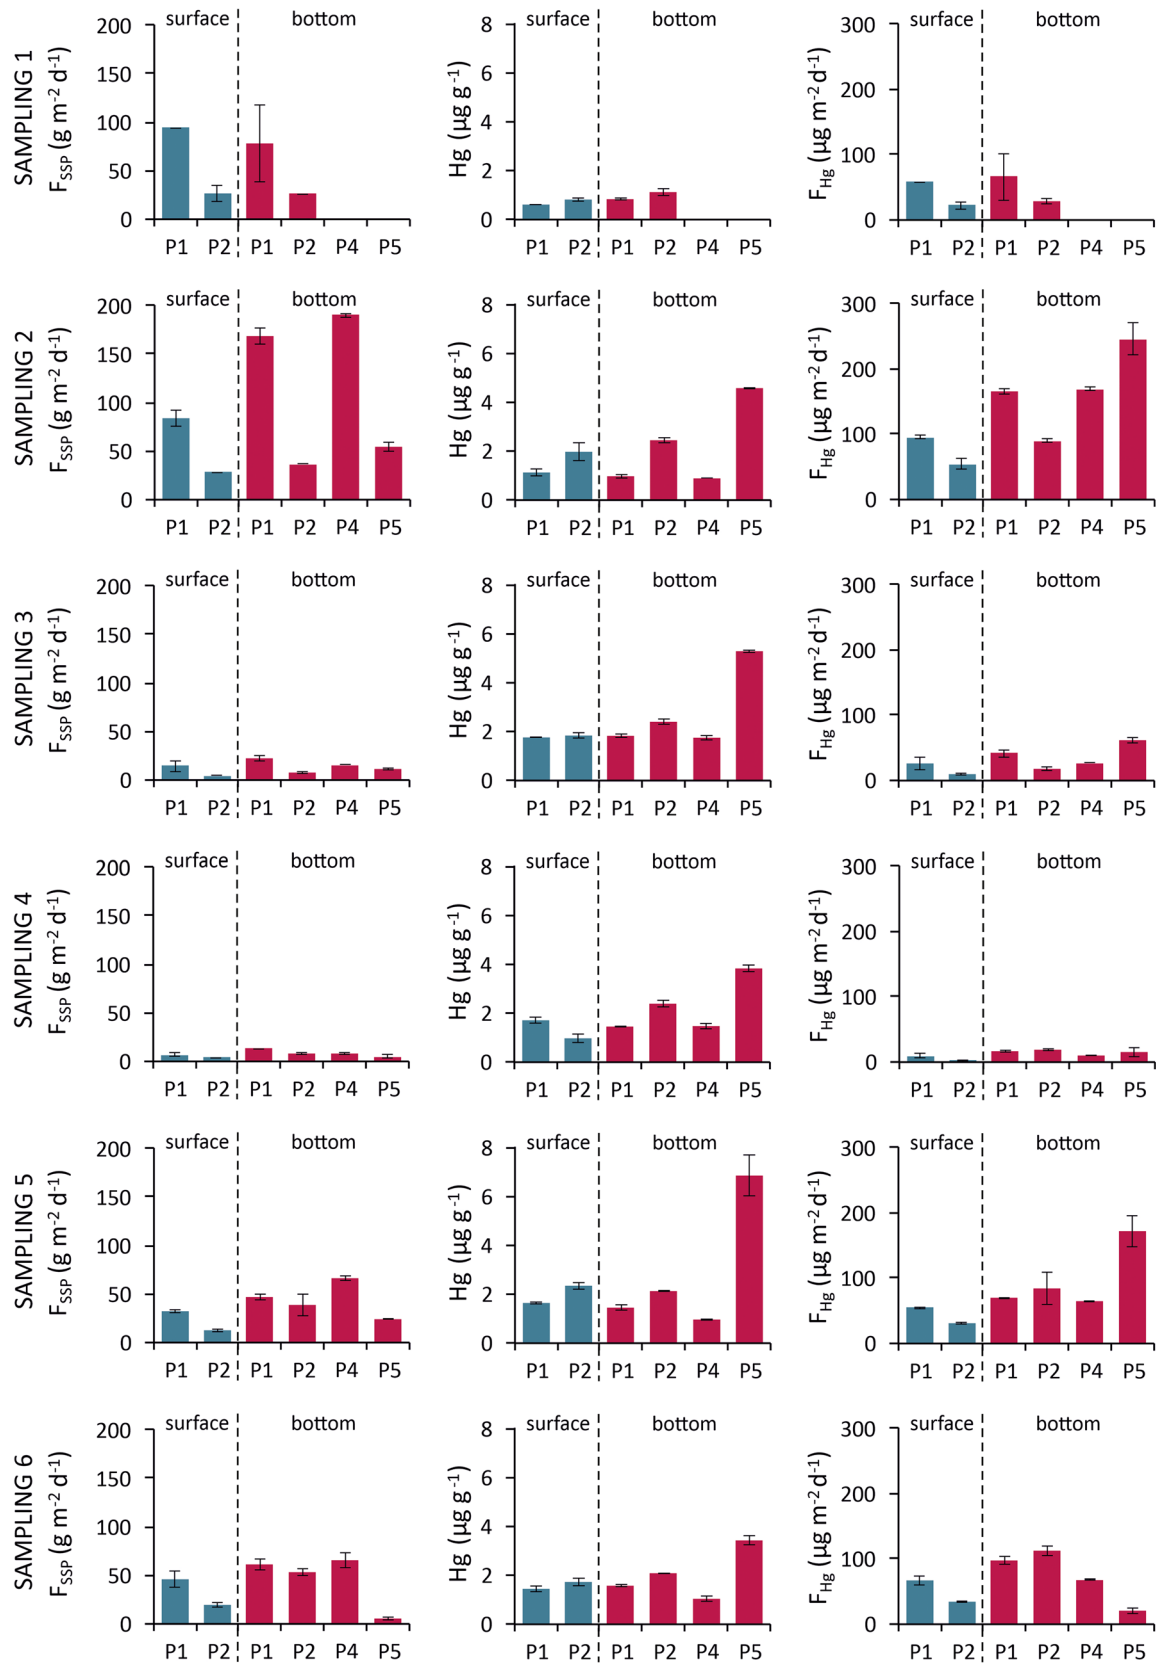 SAMPLING 1
F_SSP (g m⁻² d⁻¹)
surface bottom
200
150
100
50
0
P1 P2 P1 P2 P4 P5
Hg (µg g⁻¹)
bottom
8
6
4
2
0
P1 P2 P1 P2 P4 P5
F_Hg (µg m⁻² d⁻¹)
surface bottom
300
200
100
0
P1 P2 P1 P2 P4 P5
SAMPLING 2
F_SSP (g m⁻² d⁻¹)
surface bottom
200
150
100
50
0
P1 P2 P1 P2 P4 P5
Hg (µg g⁻¹)
surface bottom
8
6
4
2
0
P1 P2 P1 P2 P4 P5
F_Hg (µg m⁻² d⁻¹)
surface bottom
300
200
100
0
P1 P2 P1 P2 P4 P5
SAMPLING 3
F_SSP (g m⁻² d⁻¹)
surface bottom
200
150
100
50
0
P1 P2 P1 P2 P4 P5
Hg (µg g⁻¹)
surface bottom
8
6
4
2
0
P1 P2 P1 P2 P4 P5
F_Hg (µg m⁻² d⁻¹)
surface bottom
300
200
100
0
P1 P2 P1 P2 P4 P5
SAMPLING 4
F_SSP (g m⁻² d⁻¹)
surface bottom
200
150
100
50
0
P1 P2 P1 P2 P4 P5
Hg (µg g⁻¹)
surface bottom
8
6
4
2
0
P1 P2 P1 P2 P4 P5
F_Hg (µg m⁻² d⁻¹)
surface bottom
300
200
100
0
P1 P2 P1 P2 P4 P5
SAMPLING 5
F_SSP (g m⁻² d⁻¹)
surface bottom
200
150
100
50
0
P1 P2 P1 P2 P4 P5
Hg (µg g⁻¹)
surface bottom
8
6
4
2
0
P1 P2 P1 P2 P4 P5
F_Hg (µg m⁻² d⁻¹)
surface bottom
300
200
100
0
P1 P2 P1 P2 P4 P5
SAMPLING 6
F_SSP (g m⁻² d⁻¹)
surface bottom
200
150
100
50
0
P1 P2 P1 P2 P4 P5
Hg (µg g⁻¹)
surface bottom
8
6
4
2
0
P1 P2 P1 P2 P4 P5
F_Hg (µg m⁻² d⁻¹)
surface bottom
300
200
100
0
P1 P2 P1 P2 P4 P5